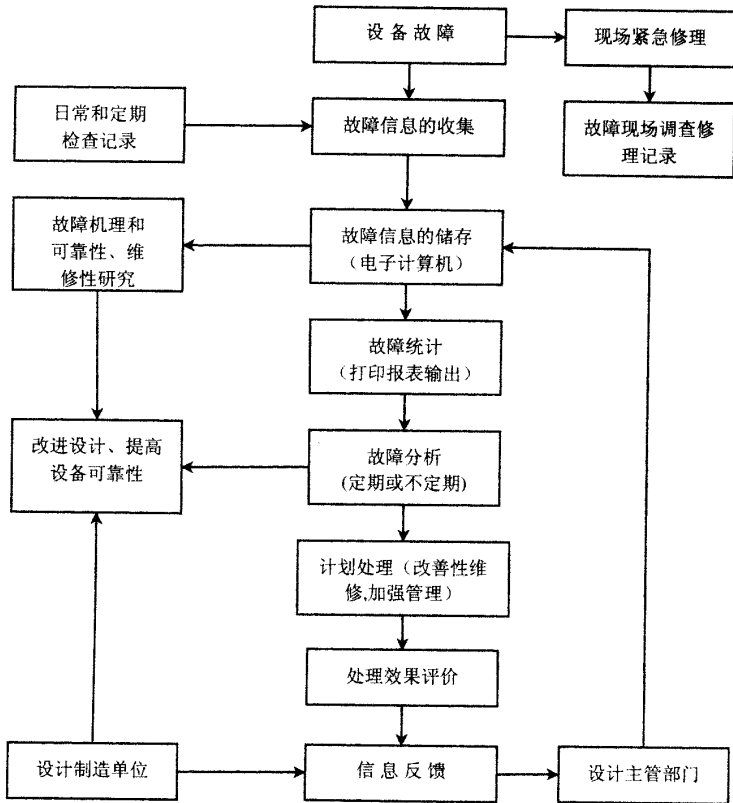 设备故障
现场紧急修理
日常和定期
检查记录
故障信息的收集
故障现场调查修
理记录
故障机理和
可靠性、维
修性研究
故障信息的储存
（电子计算机）
故障统计
（打印报表输出）
改进设计、提高
设备可靠性
故障分析
(定期或不定期)
计划处理（改善性维
修,加强管理）
处理效果评价
设计制造单位
信息反馈
设计主管部门